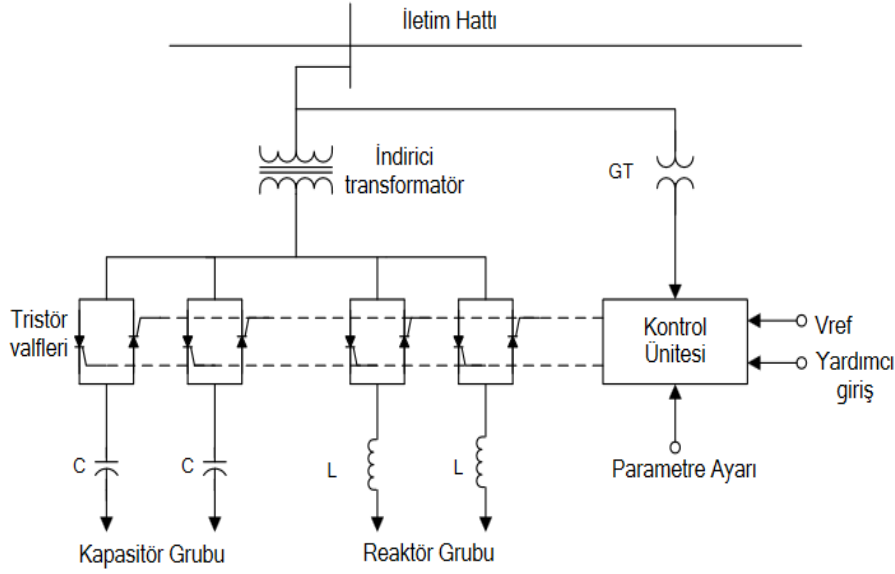 İletim Hattı
İndirici
transformatör
GT
Tristör
valfleri
Kontrol
Ünitesi
Vref
Yardımcı
giriş
C
C
L
L
Parametre Ayarı
Kapasitör Grubu
Reaktör Grubu